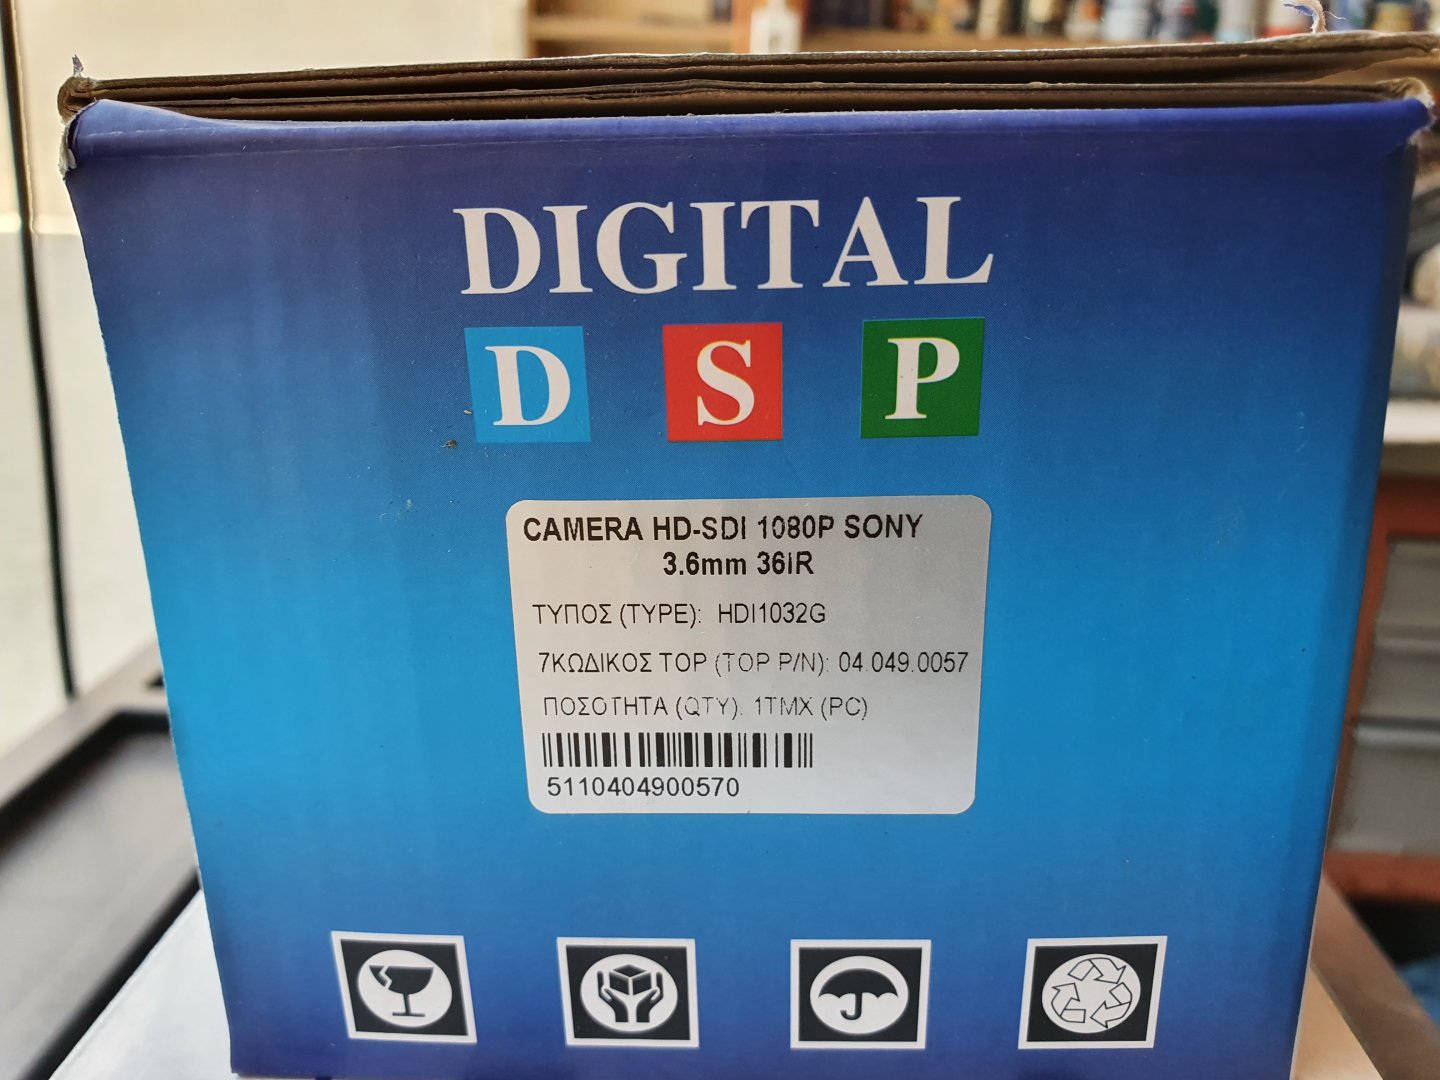 DIGITAL
D S P
CAMERA HD-SDI 1080P SONY
3.6mm 36IR
ΤΥΠΟΣ (TYPE): HDI1032G
7ΚΩΔΙΚΟΣ TOP (TOP P/N): 04.049.0057
ΠΟΣΟΤΗΤΑ (QTY): 1ΤΜΧ (PC)
5110404900570